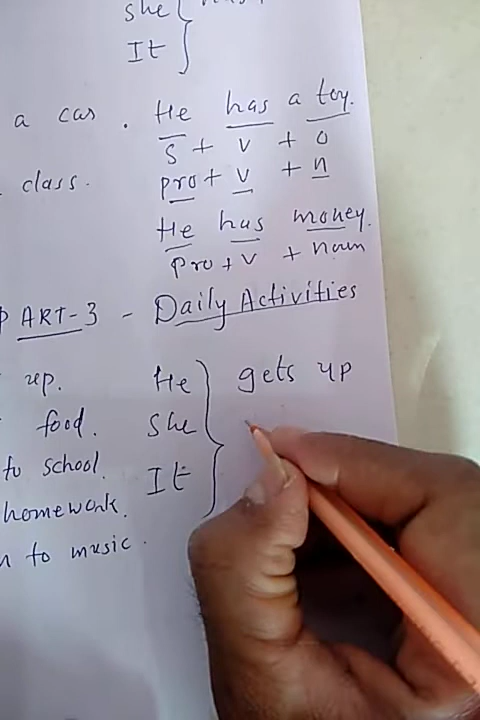 she
It
a car. He has a toy.
S + V + O
class. pro + v + n
He has money.
Pro + V + noun
ART-3 - Daily Activities
up. He gets up
food. She
to school. It
homework.
to music.